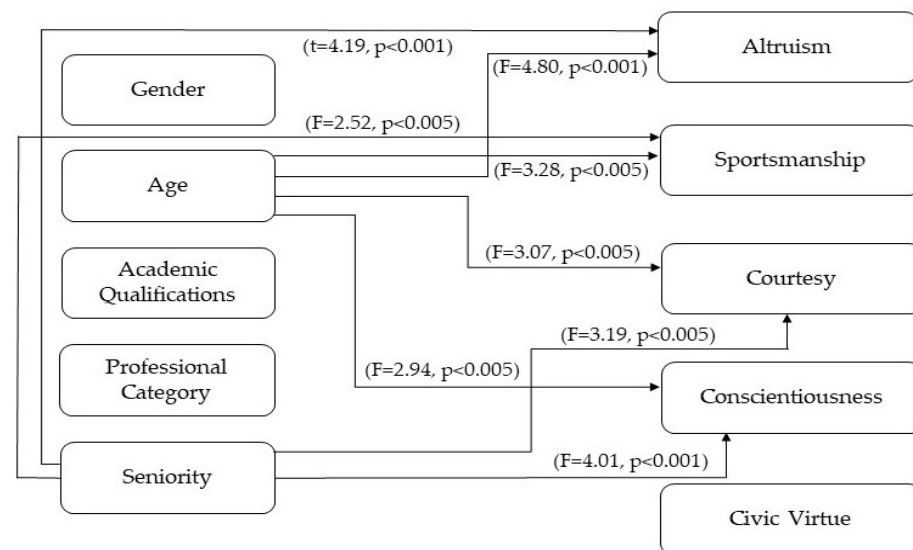 Altruism
(t=4.19, p<0.001)
(F=4.80, p<0.001)
Gender
(F=2.52, p<0.005)
Sportsmanship
(F=3.28, p<0.005)
Age
Academic
Qualifications
(F=3.07, p<0.005)
Courtesy
(F=3.19, p<0.005)
Professional
Category
(F=2.94, p<0.005)
Conscientiousness
(F=4.01, p<0.001)
Seniority
Civic Virtue